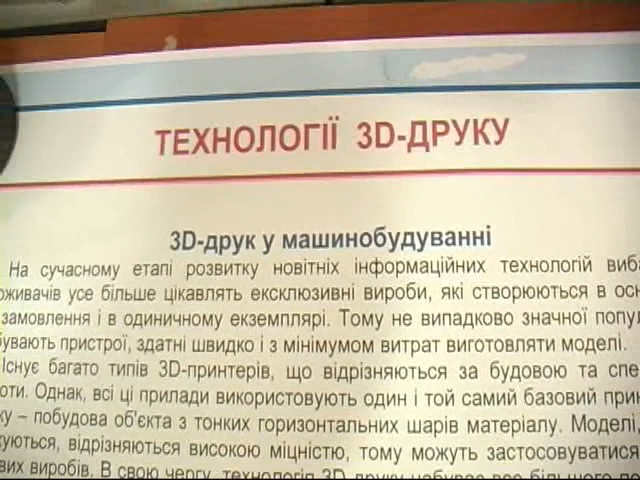 ТЕХНОЛОГІЇ 3D-ДРУКУ
3D-друк у машинобудуванні
На сучасному етапі розвитку новітніх інформаційних технологій
усе більше цікавлять ексклюзивні вироби, які створюються в
замовлення і в одиничному екземплярі. Тому не випадково значної
пристрої, здатні швидко і з мінімумом витрат виготовляти моделі.
Існує багато типів 3D-принтерів, що відрізняються за будовою та
Однак, всі ці прилади використовують один і той самий базовий
– побудова об'єкта з тонких горизонтальних шарів матеріалу. Моделі,
відрізняються високою міцністю, тому можуть застосовуватися
виробів. В свою чергу, технологія 3D-друку набуває все більшого